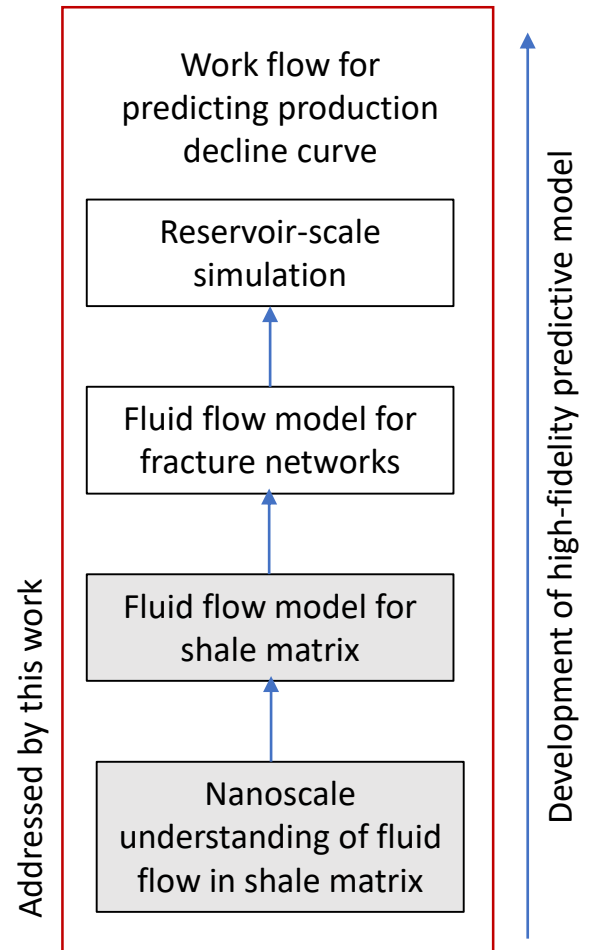 Work flow for
predicting production
decline curve
Reservoir-scale
simulation
Fluid flow model for
fracture networks
Fluid flow model for
shale matrix
Nanoscale
understanding of fluid
flow in shale matrix
Addressed by this work
Development of high-fidelity predictive model